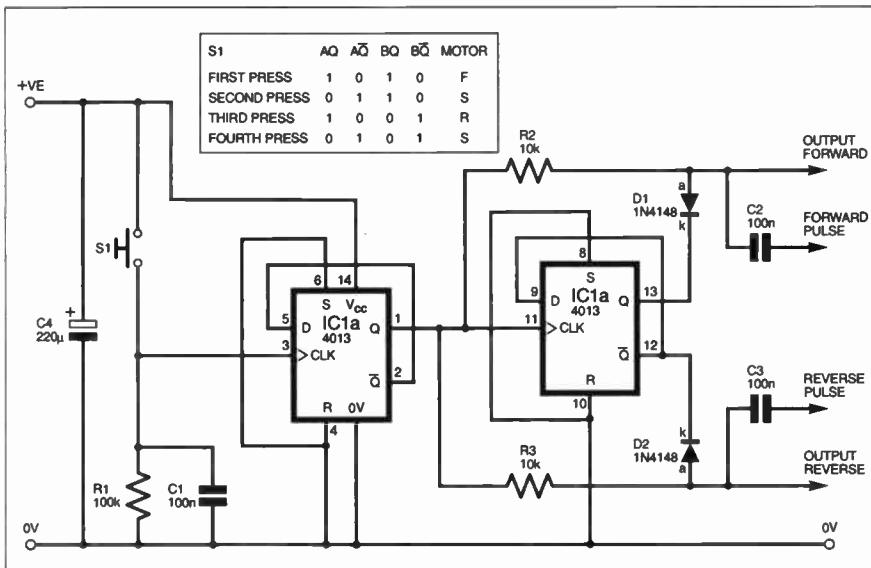 S1 AQ AQ̅ BQ BQ̅ MOTOR
FIRST PRESS 1 0 1 0 F
SECOND PRESS 0 1 1 0 S
THIRD PRESS 1 0 0 1 R
FOURTH PRESS 0 1 0 1 S
+VE
S1
C4
220µ
+
R1
100k
C1
100n
0V
6 14
S VCC
IC1a
4013
5 D Q 1
3 CLK
Q̅ 2
R 0V
4
R2
10k
8
S
IC1a
4013
9 D Q 13
11 CLK
Q̅ 12
R
10
R3
10k
a
D1
1N4148
k
C2
100n
OUTPUT
FORWARD
FORWARD
PULSE
k
D2
1N4148
a
C3
100n
REVERSE
PULSE
OUTPUT
REVERSE
0V